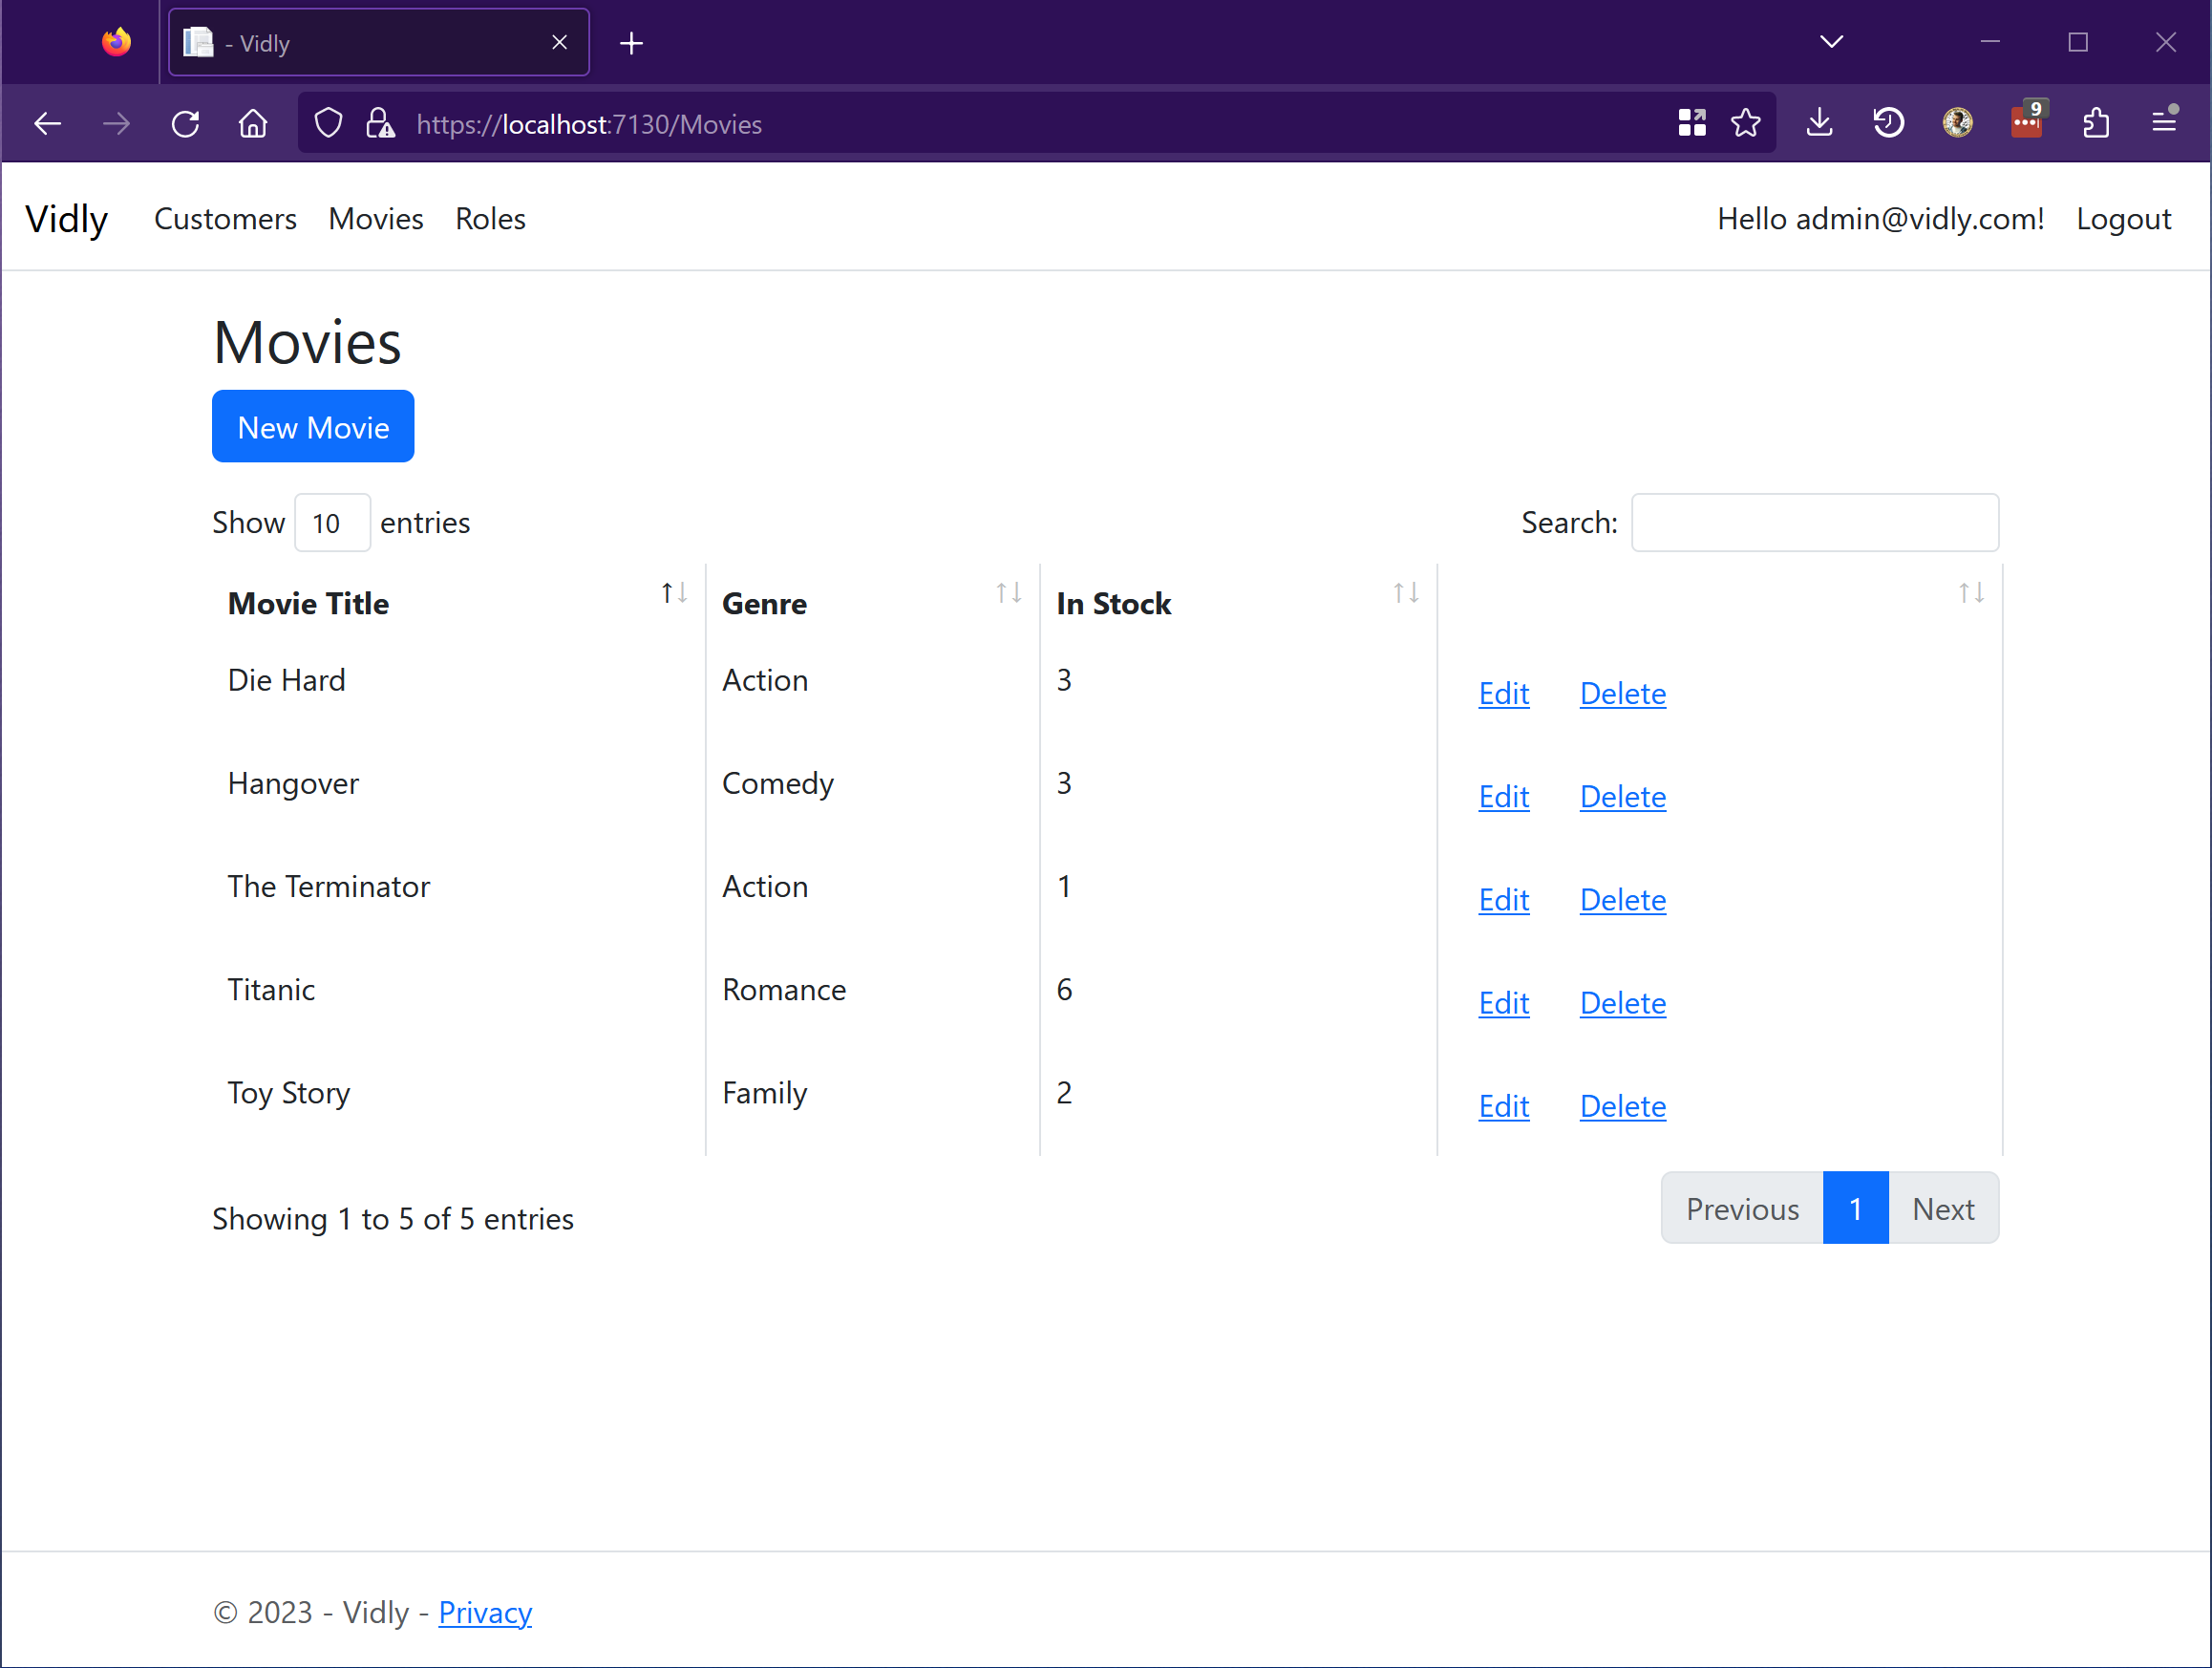 - Vidly
https://localhost:7130/Movies
9
Vidly Customers Movies Roles Hello admin@vidly.com! Logout
Movies
New Movie
Show 10 entries Search:
Movie Title Genre In Stock
Die Hard Action 3 Edit Delete
Hangover Comedy 3 Edit Delete
The Terminator Action 1 Edit Delete
Titanic Romance 6 Edit Delete
Toy Story Family 2 Edit Delete
Showing 1 to 5 of 5 entries Previous 1 Next
© 2023 - Vidly - Privacy